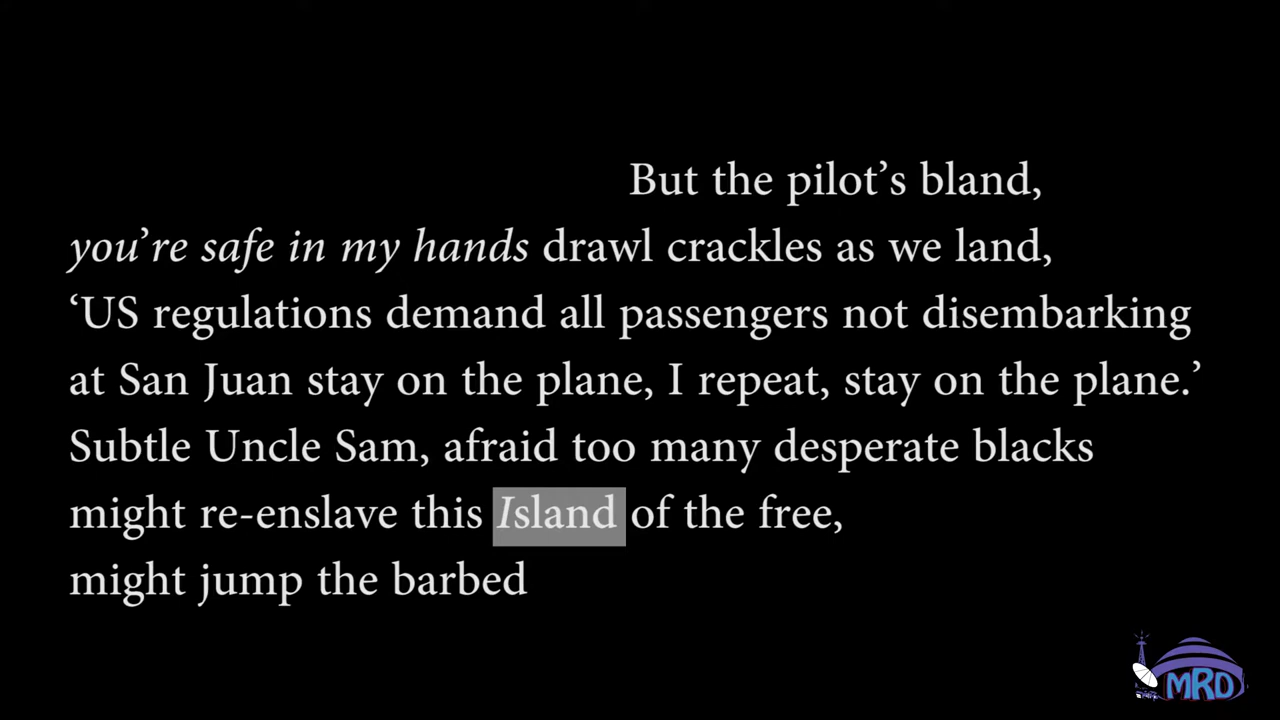 But the pilot’s bland,
you’re safe in my hands drawl crackles as we land,
‘US regulations demand all passengers not disembarking
at San Juan stay on the plane, I repeat, stay on the plane.’
Subtle Uncle Sam, afraid too many desperate blacks
might re-enslave this Island of the free,
might jump the barbed
MRD